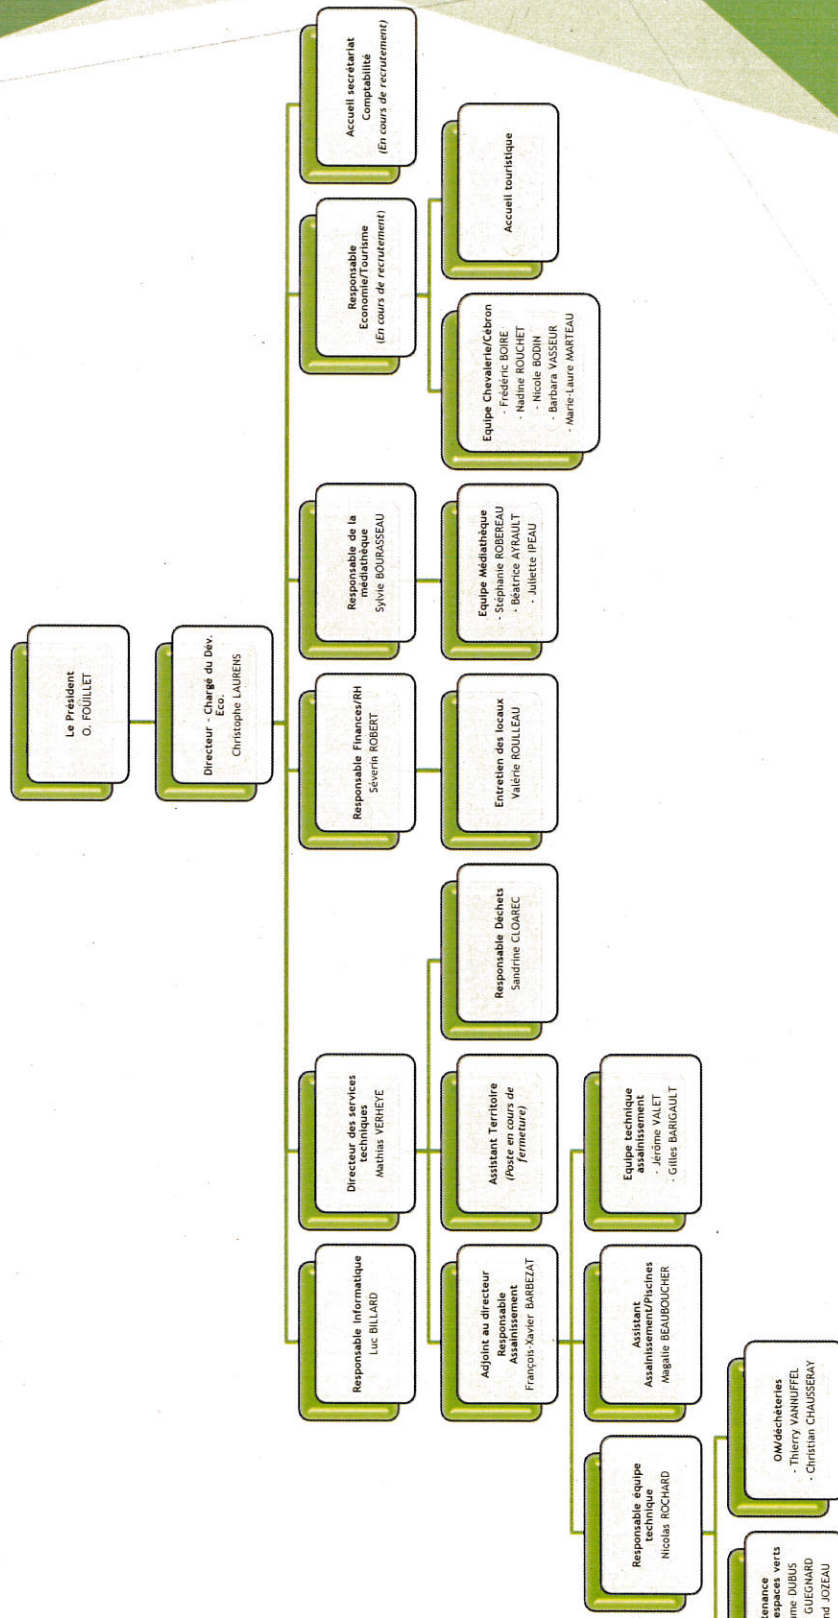 Le Président
O. FOUILLET
Directeur - Chargé du Dév.
Eco.
Christophe LAURENS
Responsable Informatique
Luc BILLARD
Directeur des services
techniques
Mathias VERHEYE
Responsable Finances/RH
Séverin ROBERT
Responsable de la
médiathèque
Sylvie BOURASSEAU
Responsable
Economie/Tourisme
(En cours de recrutement)
Accueil secrétariat
Comptabilité
(En cours de recrutement)
Adjoint au directeur
Responsable
Assainissement
François-Xavier BARBEZAT
Assistant Territoire
(Poste en cours de
fermeture)
Responsable Déchets
Sandrine CLOAREC
Entretien des locaux
Valérie ROULLEAU
Equipe Médiathèque
- Stéphanie ROBEREAU
- Béatrice AYRAULT
- Juliette IPEAU
Equipe Chevalerie/Cébron
- Frédéric BOIRE
- Nadine ROUCHET
- Nicole BODIN
- Barbara VASSEUR
- Marie-Laure MARTEAU
Accueil touristique
Responsable équipe
technique
Nicolas ROCHARD
Assistant
Assainissement/Piscines
Magalie BEAUBOUCHER
Equipe technique
assainissement
- Jérôme VALET
- Gilles BARIGAULT
tenance
espaces verts
me DUBUS
GUEGNARD
nd JOZEAU
OM/déchèteries
- Thierry VANNUFFEL
- Christian CHAUSSERAY